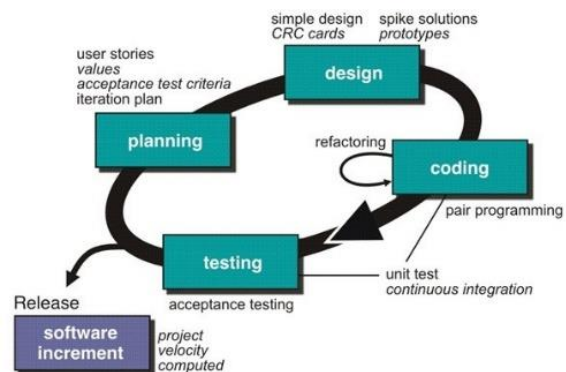 simple design
CRC cards
spike solutions
prototypes
user stories
values
acceptance test criteria
iteration plan
design
planning
refactoring
coding
pair programming
testing
unit test
continuous integration
acceptance testing
Release
software
increment
project
velocity
computed